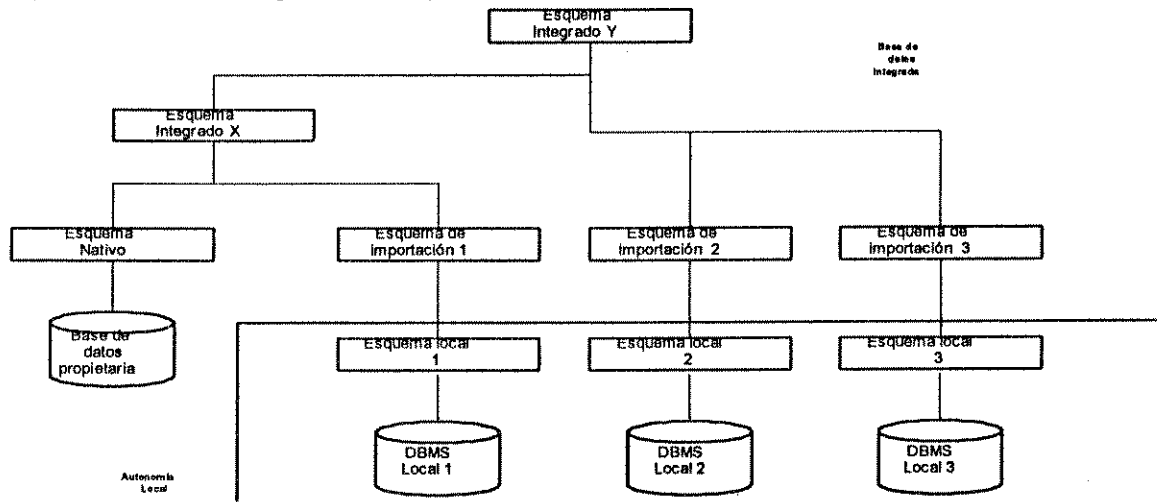 Esquema
Integrado Y
Base de
datos
Integrada
Esquema
Integrado X
Esquema
Nativo
Esquema de
importación 1
Esquema de
importación 2
Esquema de
importación 3
Base de
datos
propietaria
Esquema local
1
Esquema local
2
Esquema local
3
DBMS
Local 1
DBMS
Local 2
DBMS
Local 3
Autonomía
Local